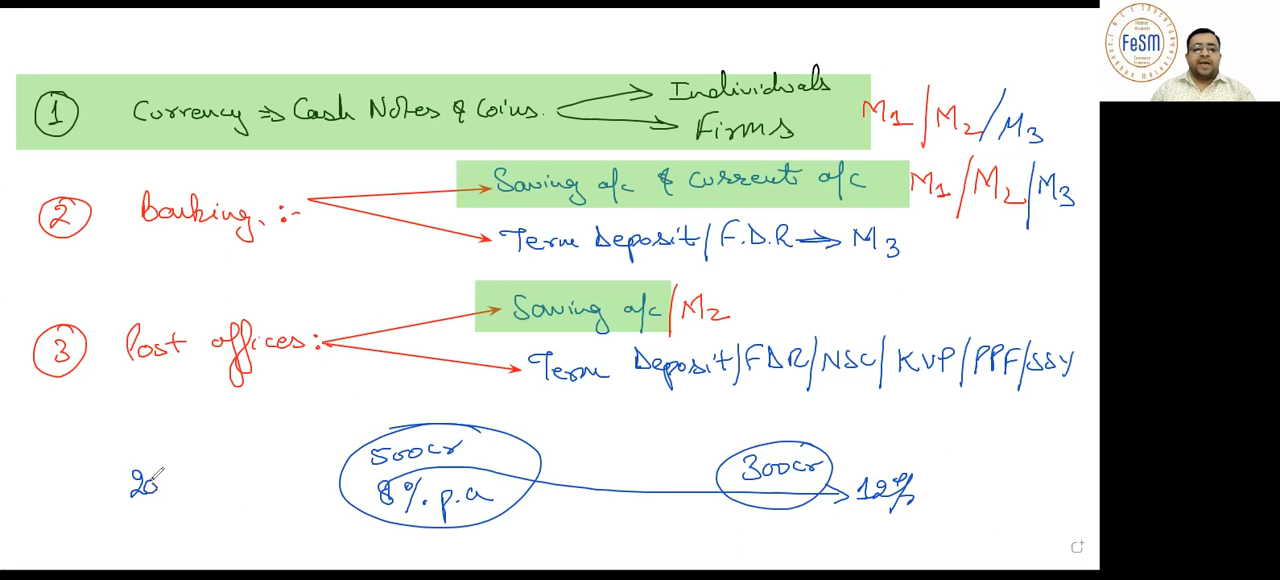 FeSM
① Currency ⇒ Cash Notes & Coins. Individuals M1 / M2 / M3
Firms
② Banking :- Saving a/c & current a/c M1 / M2 / M3
Term Deposit / F.D.R → M3
③ Post offices : Saving a/c / M2
Term Deposit / FDR / NSC / KVP / PPF / SSY
500cr 300cr
8% p.a 12%
20